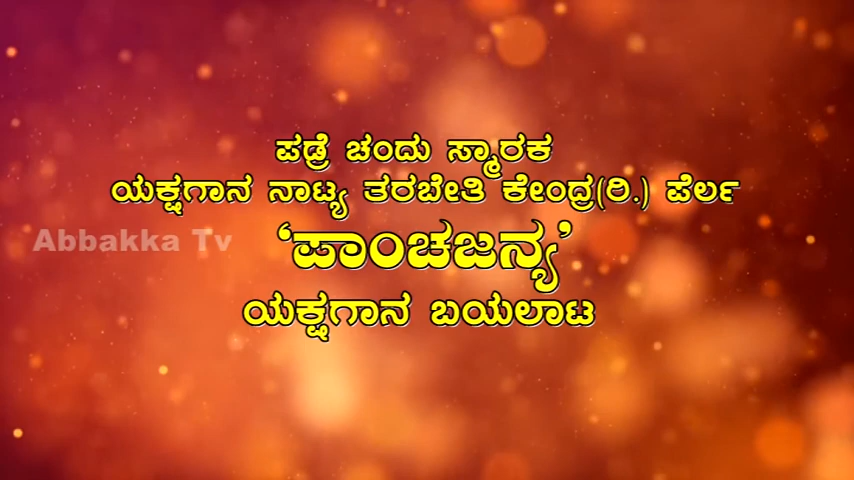 ಪಡ್ರೆ ಚಂದು ಸ್ಮಾರಕ
ಯಕ್ಷಗಾನ ನಾಟ್ಯ ತರಬೇತಿ ಕೇಂದ್ರ(ರಿ.) ಪೆರ್ಲ
Abbakka Tv
‘ಪಾಂಚಜನ್ಯ’
ಯಕ್ಷಗಾನ ಬಯಲಾಟ